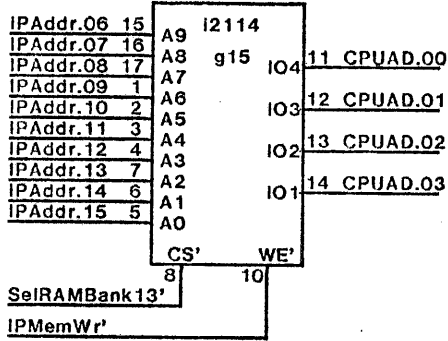 IPAddr.06 15 A9 i2114
IPAddr.07 16 A8 g15
IPAddr.08 17 A7 IO4 11 CPUAD.00
IPAddr.09 1 A6
IPAddr.10 2 A5 IO3 12 CPUAD.01
IPAddr.11 3 A4
IPAddr.12 4 A3 IO2 13 CPUAD.02
IPAddr.13 7 A2
IPAddr.14 6 A1 IO1 14 CPUAD.03
IPAddr.15 5 A0
CS' WE'
8 10
SelRAMBank13'
IPMemWr'